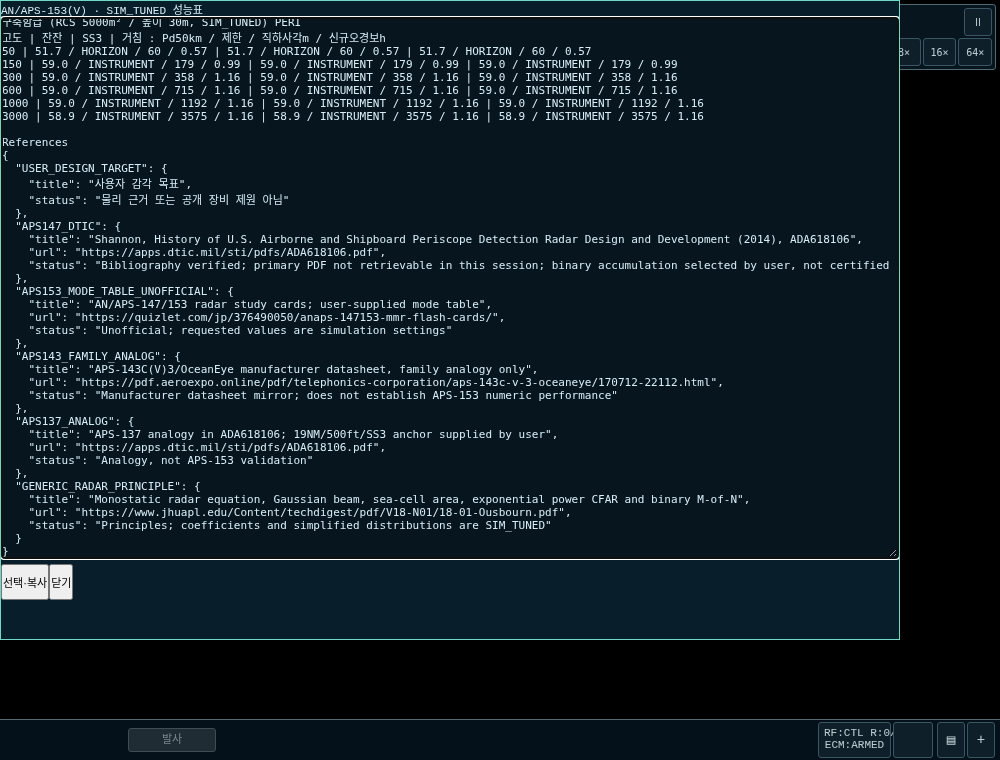 AN/APS-153(V) · SIM_TUNED 성능표
구축함급 (RCS 5000m² / 높이 30m, SIM_TUNED) PERI
고도 | 잔잔 | SS3 | 거침 : Pd50km / 제한 / 직하사각m / 신규오경보h
50 | 51.7 / HORIZON / 60 / 0.57 | 51.7 / HORIZON / 60 / 0.57 | 51.7 / HORIZON / 60 / 0.57
150 | 59.0 / INSTRUMENT / 179 / 0.99 | 59.0 / INSTRUMENT / 179 / 0.99 | 59.0 / INSTRUMENT / 179 / 0.99
300 | 59.0 / INSTRUMENT / 358 / 1.16 | 59.0 / INSTRUMENT / 358 / 1.16 | 59.0 / INSTRUMENT / 358 / 1.16
600 | 59.0 / INSTRUMENT / 715 / 1.16 | 59.0 / INSTRUMENT / 715 / 1.16 | 59.0 / INSTRUMENT / 715 / 1.16
1000 | 59.0 / INSTRUMENT / 1192 / 1.16 | 59.0 / INSTRUMENT / 1192 / 1.16 | 59.0 / INSTRUMENT / 1192 / 1.16
3000 | 58.9 / INSTRUMENT / 3575 / 1.16 | 58.9 / INSTRUMENT / 3575 / 1.16 | 58.9 / INSTRUMENT / 3575 / 1.16
References
{
"USER_DESIGN_TARGET": {
"title": "사용자 감각 목표",
"status": "물리 근거 또는 공개 장비 제원 아님"
},
"APS147_DTIC": {
"title": "Shannon, History of U.S. Airborne and Shipboard Periscope Detection Radar Design and Development (2014), ADA618106",
"url": "https://apps.dtic.mil/sti/pdfs/ADA618106.pdf",
"status": "Bibliography verified; primary PDF not retrievable in this session; binary accumulation selected by user, not certified
},
"APS153_MODE_TABLE_UNOFFICIAL": {
"title": "AN/APS-147/153 radar study cards; user-supplied mode table",
"url": "https://quizlet.com/jp/376490050/anaps-147153-mmr-flash-cards/",
"status": "Unofficial; requested values are simulation settings"
},
"APS143_FAMILY_ANALOG": {
"title": "APS-143C(V)3/OceanEye manufacturer datasheet, family analogy only",
"url": "https://pdf.aeroexpo.online/pdf/telephonics-corporation/aps-143c-v-3-oceaneye/170712-22112.html",
"status": "Manufacturer datasheet mirror; does not establish APS-153 numeric performance"
},
"APS137_ANALOG": {
"title": "APS-137 analogy in ADA618106; 19NM/500ft/SS3 anchor supplied by user",
"url": "https://apps.dtic.mil/sti/pdfs/ADA618106.pdf",
"status": "Analogy, not APS-153 validation"
},
"GENERIC_RADAR_PRINCIPLE": {
"title": "Monostatic radar equation, Gaussian beam, sea-cell area, exponential power CFAR and binary M-of-N",
"url": "https://www.jhuapl.edu/Content/techdigest/pdf/V18-N01/18-01-Ousbourn.pdf",
"status": "Principles; coefficients and simplified distributions are SIM_TUNED"
}
}
선택·복사 닫기
II
8× 16× 64×
발사
RF:CTL R:0/
ECM:ARMED
▤ +